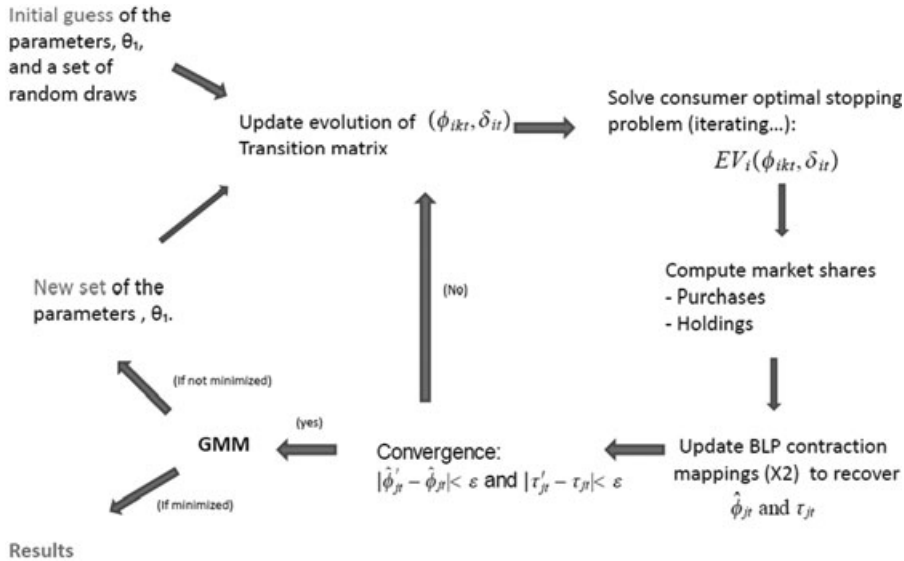 Initial guess of the
parameters, θ₁,
and a set of
random draws
Update evolution of (ϕ_ikt, δ_it)
Transition matrix
Solve consumer optimal stopping
problem (iterating...):
EV_i(ϕ_ikt, δ_it)
Compute market shares
- Purchases
- Holdings
Update BLP contraction
mappings (X2) to recover
ϕ̂_jt and τ_jt
Convergence:
|ϕ̂′_jt − ϕ̂_jt| < ε and |τ′_jt − τ_jt| < ε
(No)
(yes)
GMM
(If not minimized)
New set of the
parameters , θ₁.
(If minimized)
Results